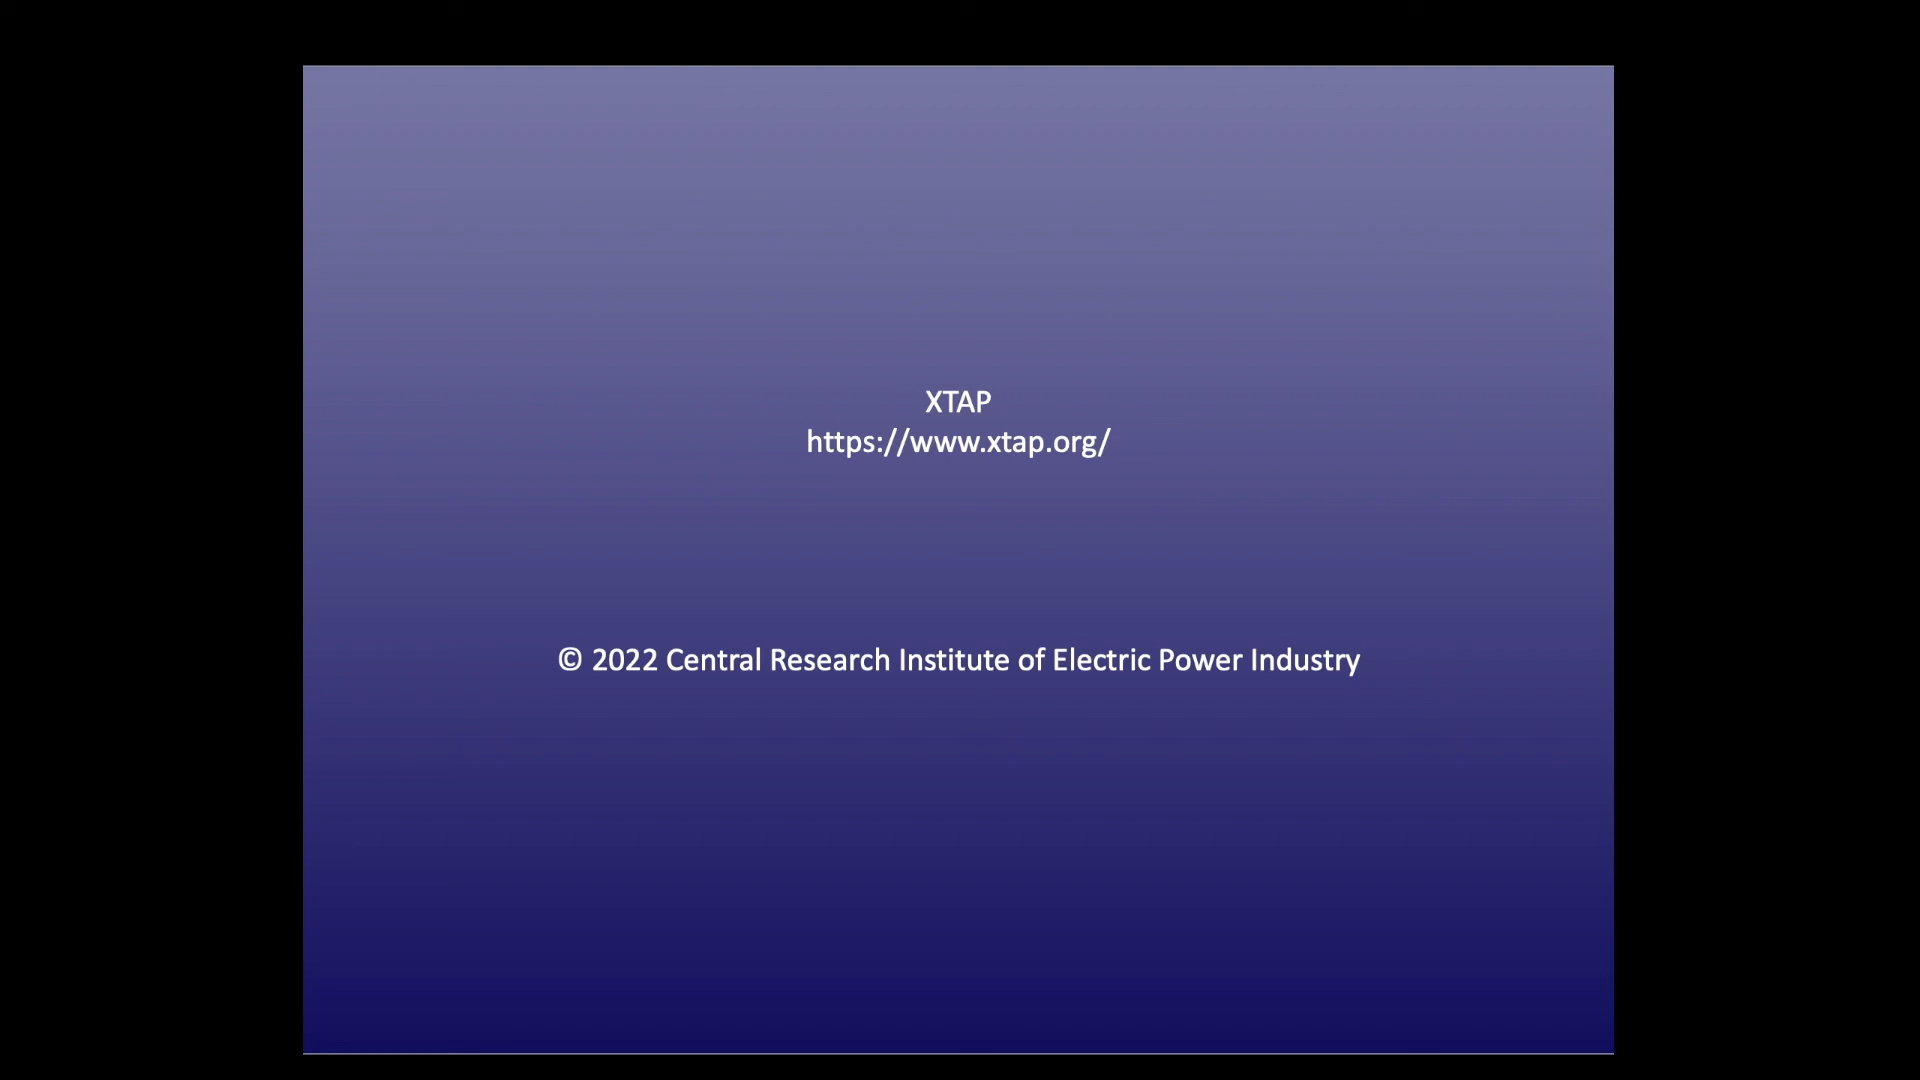 XTAP
https://www.xtap.org/
© 2022 Central Research Institute of Electric Power Industry